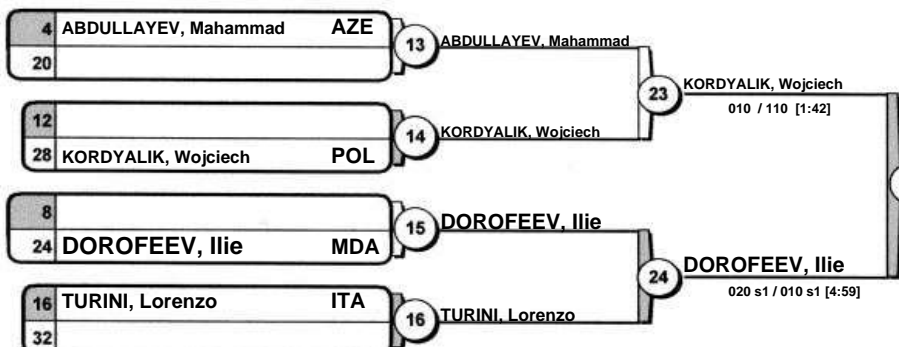 4 ABDULLAYEV, Mahammad AZE
20
13 ABDULLAYEV, Mahammad
12
28 KORDYALIK, Wojciech POL
14 KORDYALIK, Wojciech
23 KORDYALIK, Wojciech
010 / 110 [1:42]
8
24 DOROFEEV, Ilie MDA
15 DOROFEEV, Ilie
16 TURINI, Lorenzo ITA
32
16 TURINI, Lorenzo
24 DOROFEEV, Ilie
020 s1 / 010 s1 [4:59]